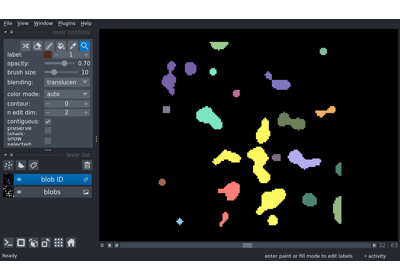 File View Window Plugins Help
layer controls
label: 1
opacity: 0.70
brush size: 10
blending: translucen
color mode: auto
contour: 0
n edit dim: 2
contiguous:
preserve labels:
show selected:
layer list
blob ID
blobs
0 32 63
Ready enter paint or fill mode to edit labels activity